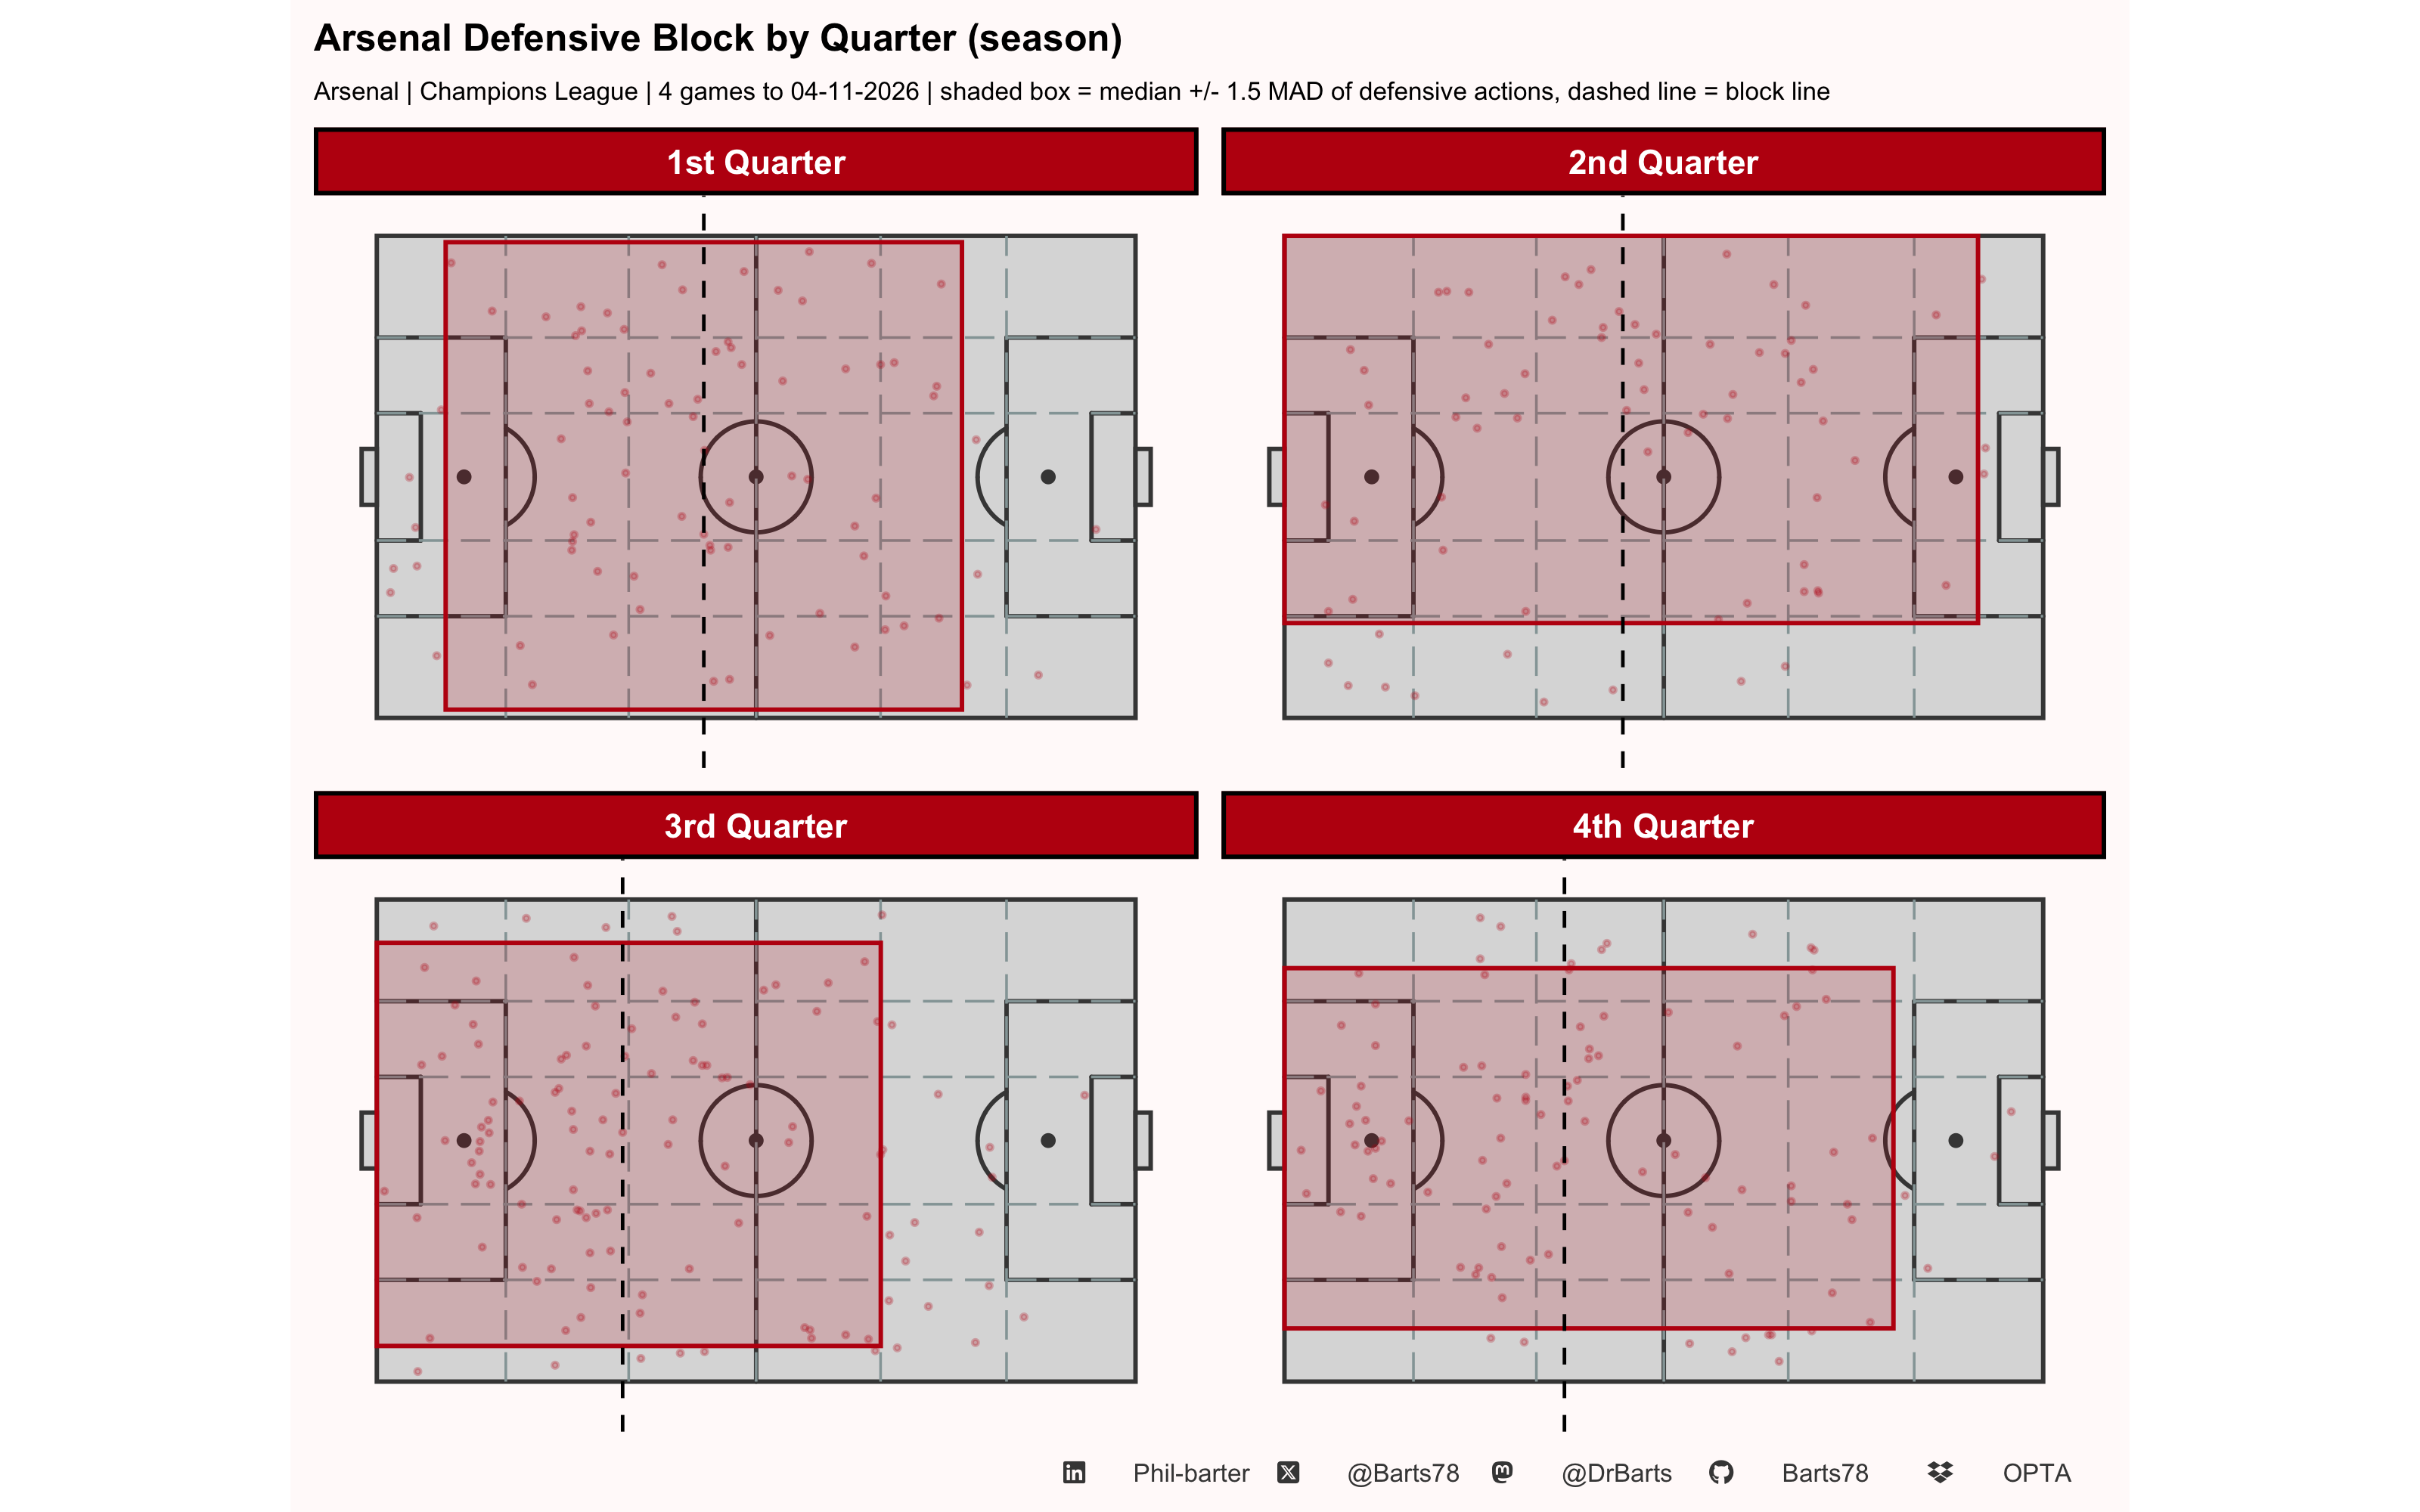 Arsenal Defensive Block by Quarter (season)
Arsenal | Champions League | 4 games to 04-11-2026 | shaded box = median +/- 1.5 MAD of defensive actions, dashed line = block line
1st Quarter
2nd Quarter
3rd Quarter
4th Quarter
Phil-barter @Barts78 @DrBarts Barts78 OPTA